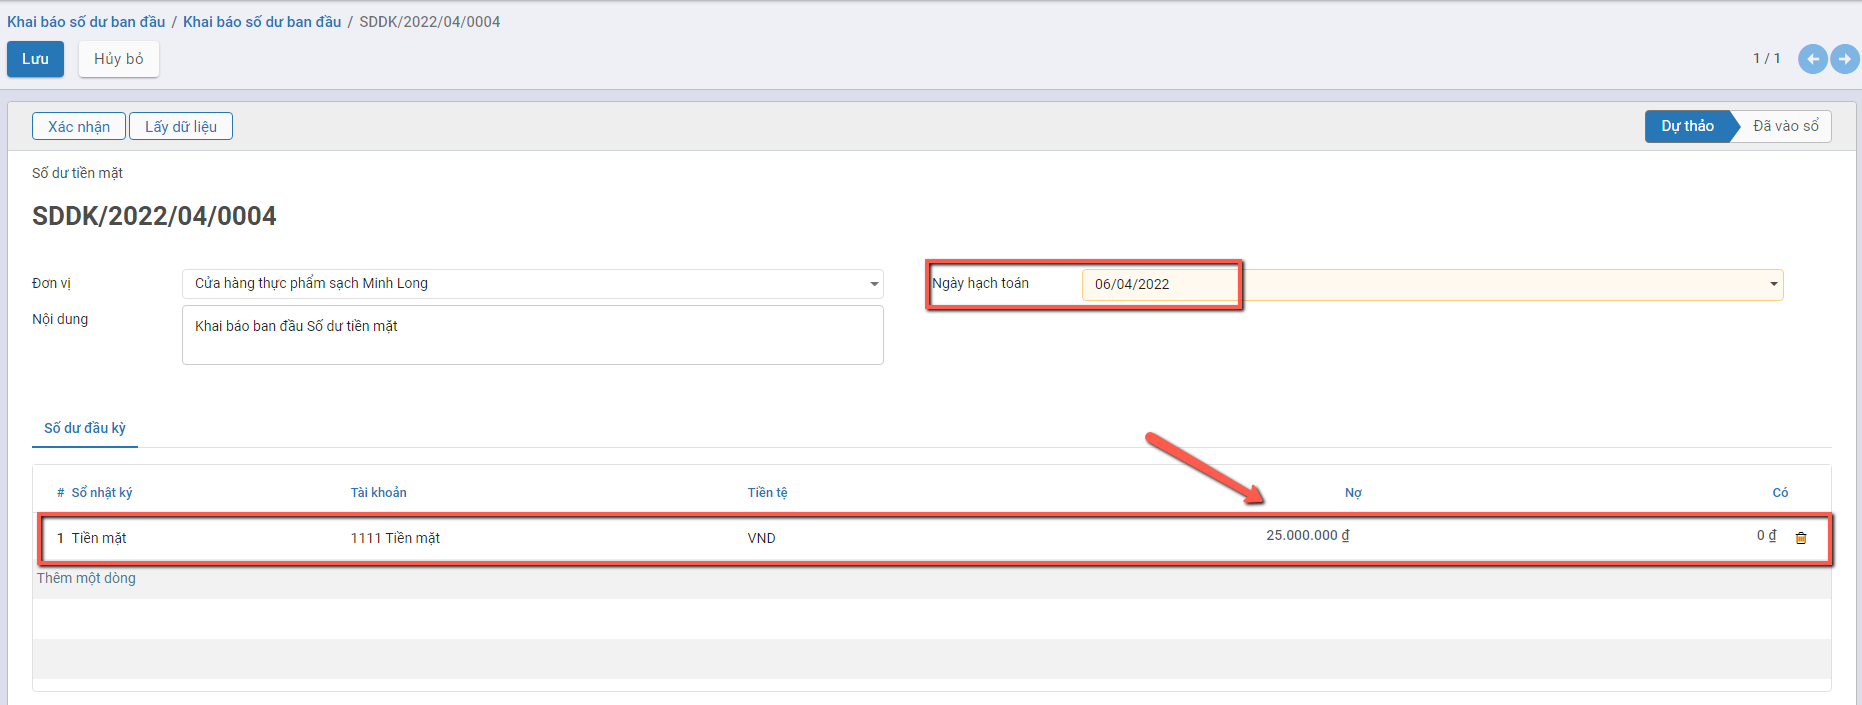 Khai báo số dư ban đầu / Khai báo số dư ban đầu / SDDK/2022/04/0004
Lưu Hủy bỏ 1 / 1
Xác nhận Lấy dữ liệu Dự thảo Đã vào sổ
Số dư tiền mặt
SDDK/2022/04/0004
Đơn vị Cửa hàng thực phẩm sạch Minh Long Ngày hạch toán 06/04/2022
Nội dung Khai báo ban đầu Số dư tiền mặt
Số dư đầu kỳ
# Sổ nhật ký Tài khoản Tiền tệ Nợ Có
1 Tiền mặt 1111 Tiền mặt VND 25.000.000 ₫ 0 ₫
Thêm một dòng